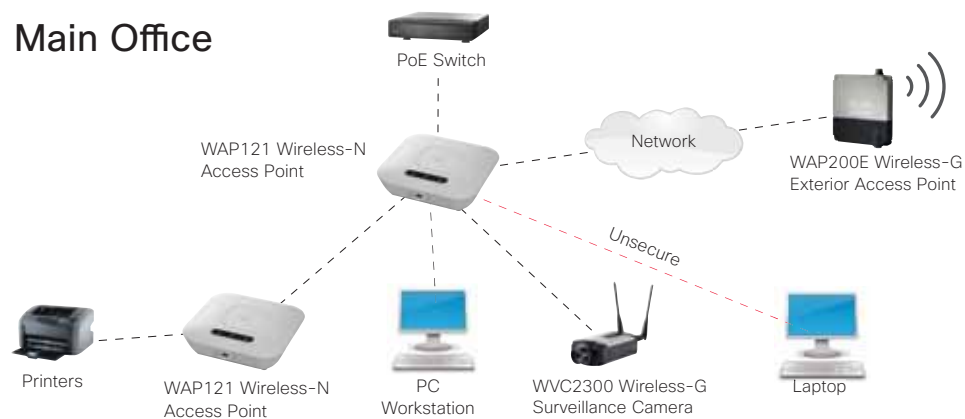 Main Office
PoE Switch
WAP121 Wireless-N
Access Point
Network
WAP200E Wireless-G
Exterior Access Point
Unsecure
Printers
WAP121 Wireless-N
Access Point
PC
Workstation
WVC2300 Wireless-G
Surveillance Camera
Laptop